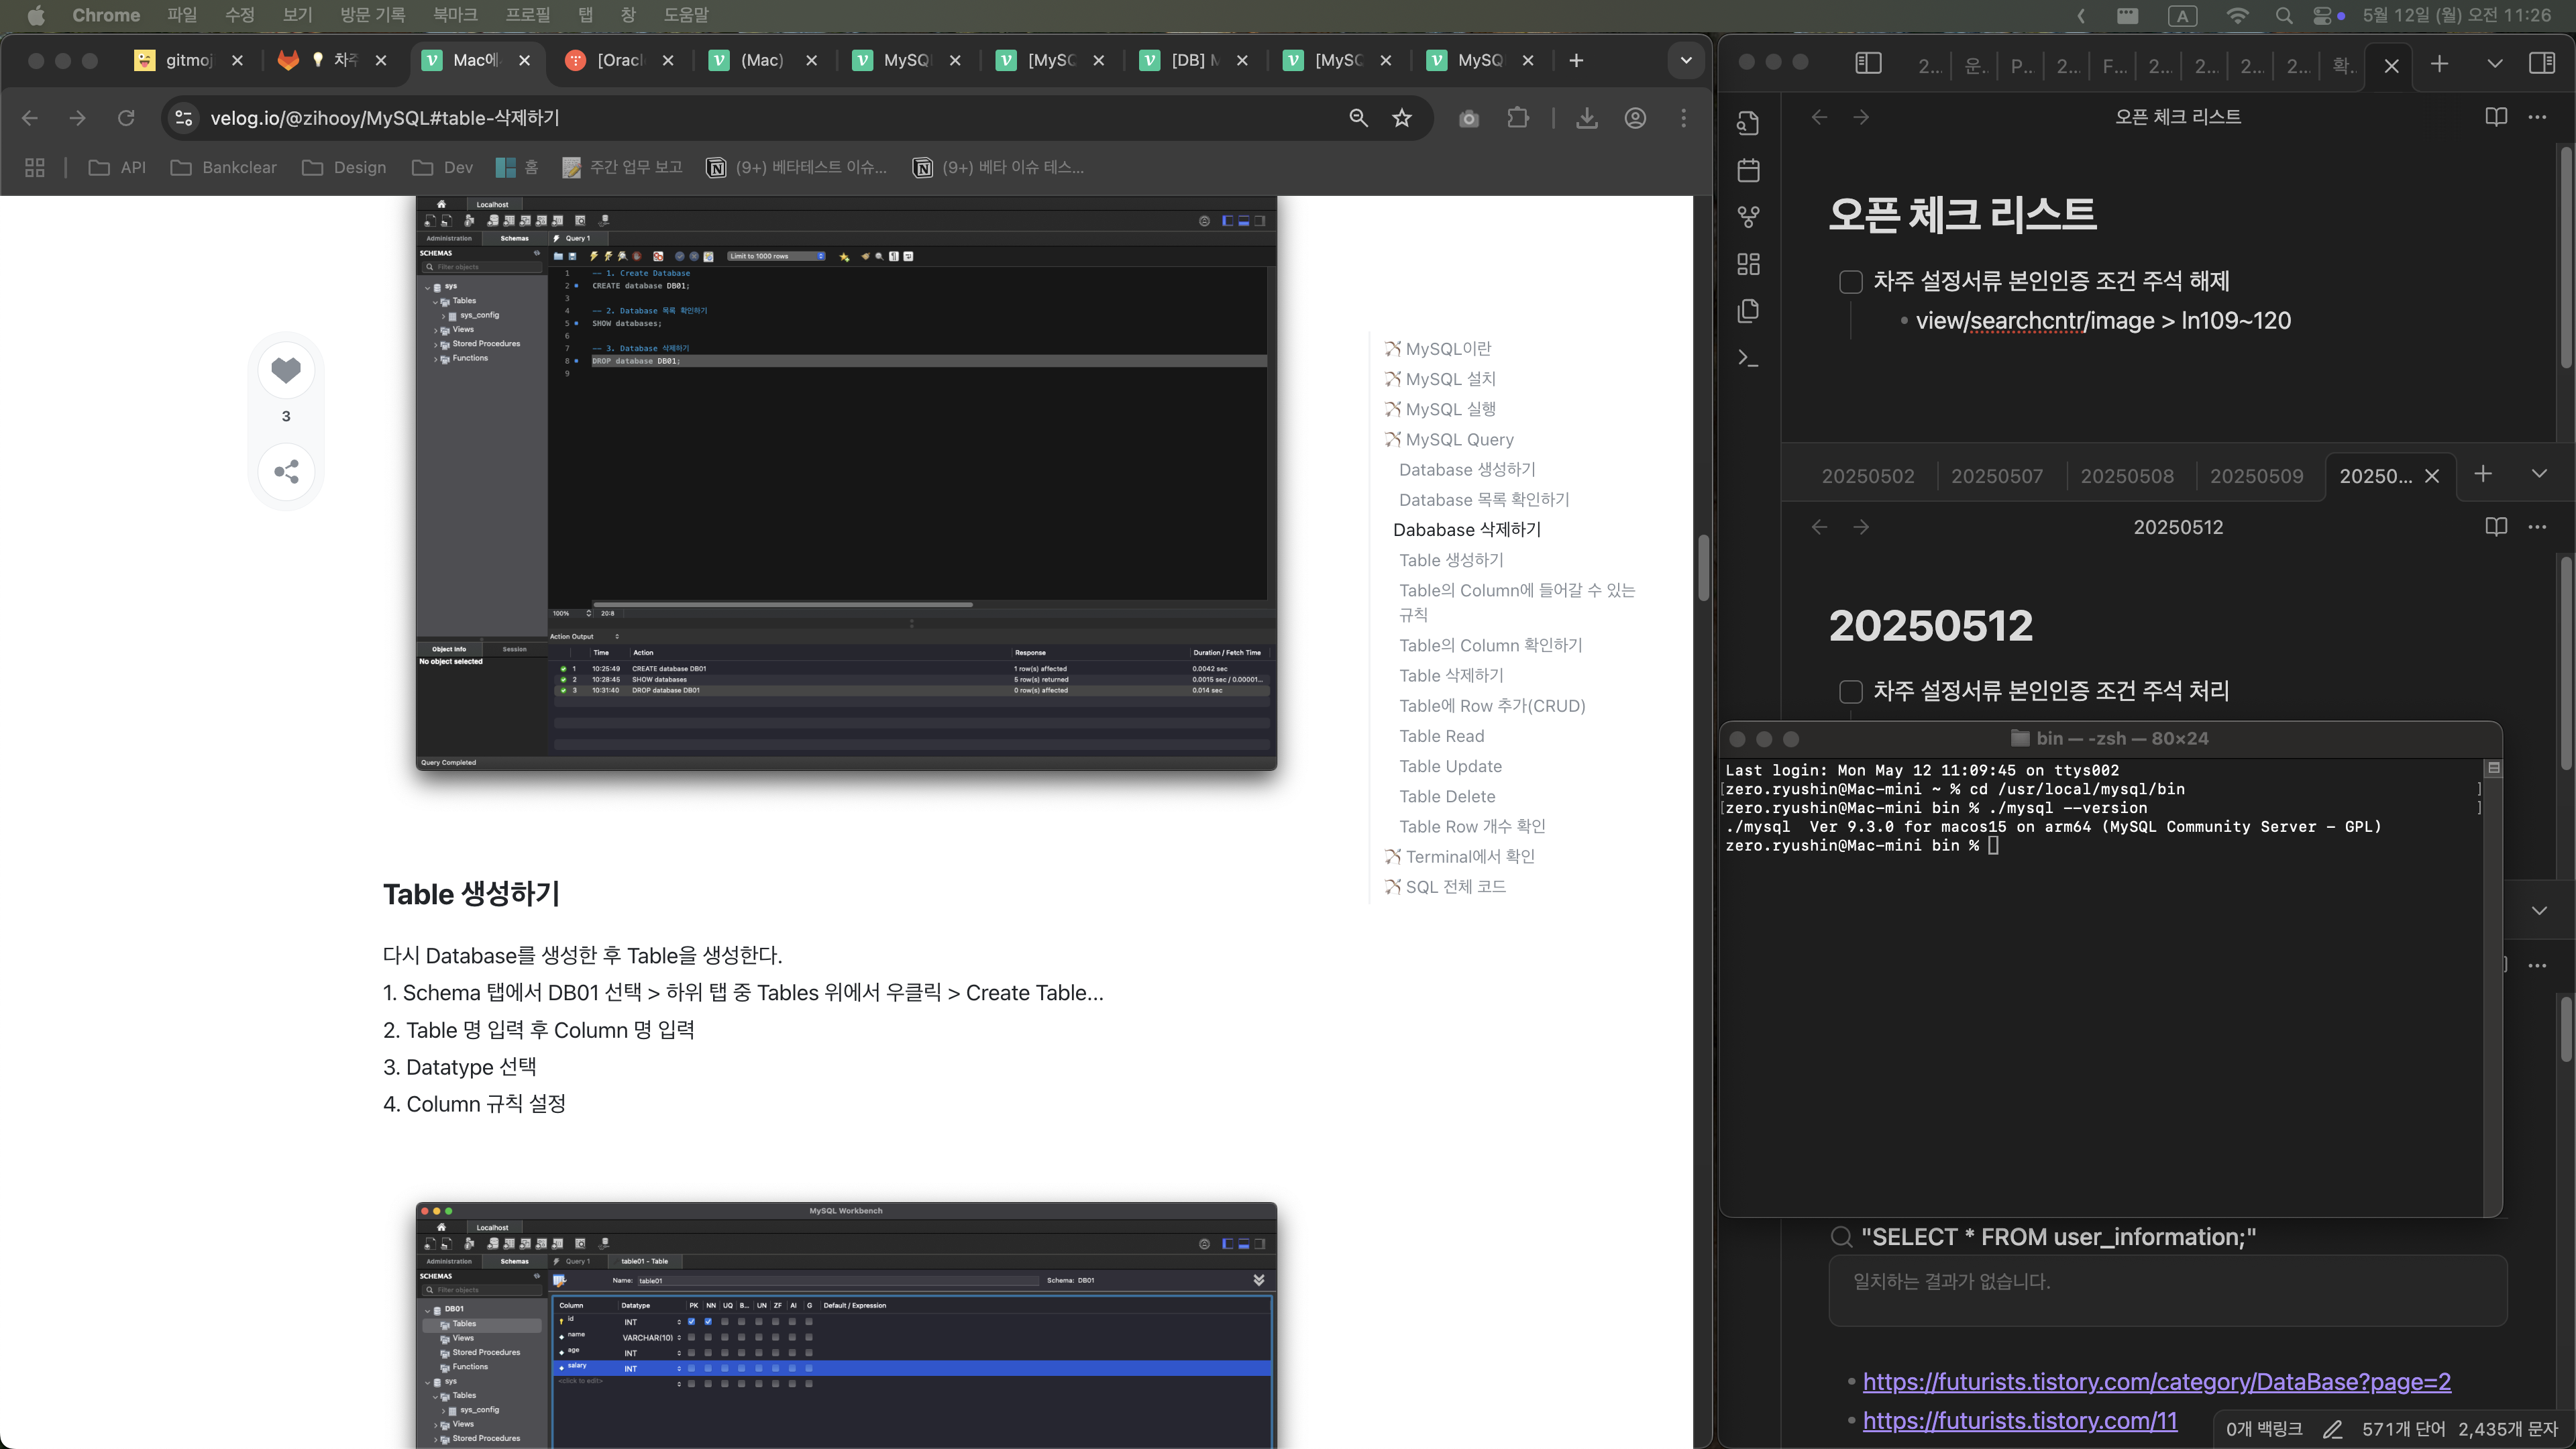 Chrome 파일 수정 보기 방문 기록 북마크 프로필 탭 창 도움말
A 5월 12일 (월) 오전 11:26
gitmoj 차주 Mac에 [Oracl (Mac) MySQL [MySQ [DB] M [MySQ MySQ
velog.io/@zihooy/MySQL#table-삭제하기
API Bankclear Design Dev 홈 주간 업무 보고 (9+) 베타테스트 이슈... (9+) 베타 이슈 테스...
Localhost
Administration Schemas Query 1
SCHEMAS
Filter objects
Limit to 1000 rows
sys
Tables
sys_config
Views
Stored Procedures
Functions
1 -- 1. Create Database
2 CREATE database DB01;
3
4 -- 2. Database 목록 확인하기
5 SHOW databases;
6
7 -- 3. Database 삭제하기
8 DROP database DB01;
9
100% 20:8
Action Output
Object Info Session
No object selected
Time Action Response Duration / Fetch Time
1 10:25:49 CREATE database DB01 1 row(s) affected 0.0042 sec
2 10:28:45 SHOW databases 5 row(s) returned 0.0015 sec / 0.00001...
3 10:31:40 DROP database DB01 0 row(s) affected 0.014 sec
Query Completed
3
MySQL이란
MySQL 설치
MySQL 실행
MySQL Query
Database 생성하기
Database 목록 확인하기
Dababase 삭제하기
Table 생성하기
Table의 Column에 들어갈 수 있는
규칙
Table의 Column 확인하기
Table 삭제하기
Table에 Row 추가(CRUD)
Table Read
Table Update
Table Delete
Table Row 개수 확인
Terminal에서 확인
SQL 전체 코드
Table 생성하기
다시 Database를 생성한 후 Table을 생성한다.
1. Schema 탭에서 DB01 선택 > 하위 탭 중 Tables 위에서 우클릭 > Create Table...
2. Table 명 입력 후 Column 명 입력
3. Datatype 선택
4. Column 규칙 설정
MySQL Workbench
Localhost
Administration Schemas Query 1 table01 - Table
SCHEMAS
Filter objects
Name: table01 Schema: DB01
DB01
Tables
Views
Stored Procedures
Functions
sys
Tables
sys_config
Views
Stored Procedures
Column Datatype PK NN UQ B... UN ZF AI G Default / Expression
id INT
name VARCHAR(10)
age INT
salary INT
<click to edit>
2... 운. P... 2... F... 2... 2... 2... 2... 확.
오픈 체크 리스트
오픈 체크 리스트
차주 설정서류 본인인증 조건 주석 해제
view/searchcntr/image > ln109~120
20250502 20250507 20250508 20250509 20250...
20250512
20250512
차주 설정서류 본인인증 조건 주석 처리
bin — -zsh — 80×24
Last login: Mon May 12 11:09:45 on ttys002
[zero.ryushin@Mac-mini ~ % cd /usr/local/mysql/bin ]
[zero.ryushin@Mac-mini bin % ./mysql --version ]
./mysql  Ver 9.3.0 for macos15 on arm64 (MySQL Community Server - GPL)
zero.ryushin@Mac-mini bin %
"SELECT * FROM user_information;"
일치하는 결과가 없습니다.
https://futurists.tistory.com/category/DataBase?page=2
https://futurists.tistory.com/11
0개 백링크 571개 단어 2,435개 문자